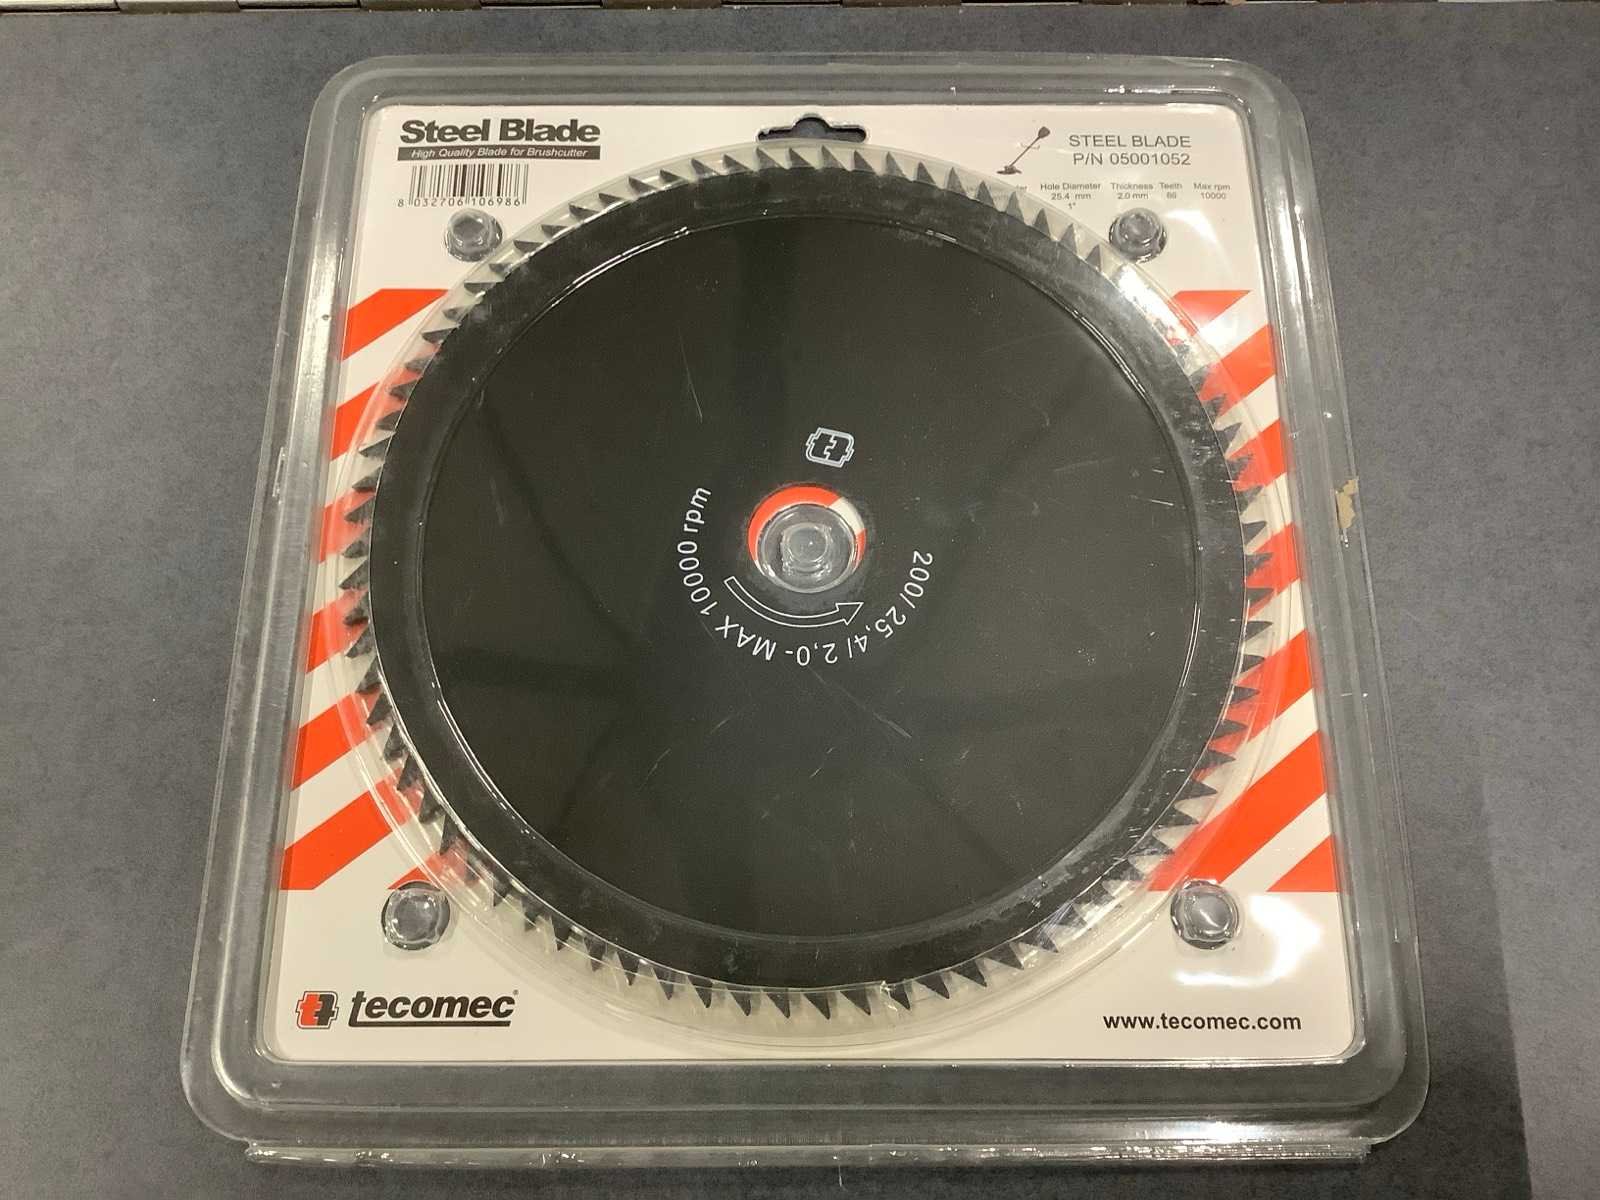 Steel Blade
High Quality Blade for Brushcutter
8 032706 106986
STEEL BLADE
P/N 05001052
Hole Diameter Thickness Teeth Max rpm
25.4 mm 2.0 mm 10000
1"
200/25,4/2,0-MAX 10000 rpm
tecomec
www.tecomec.com